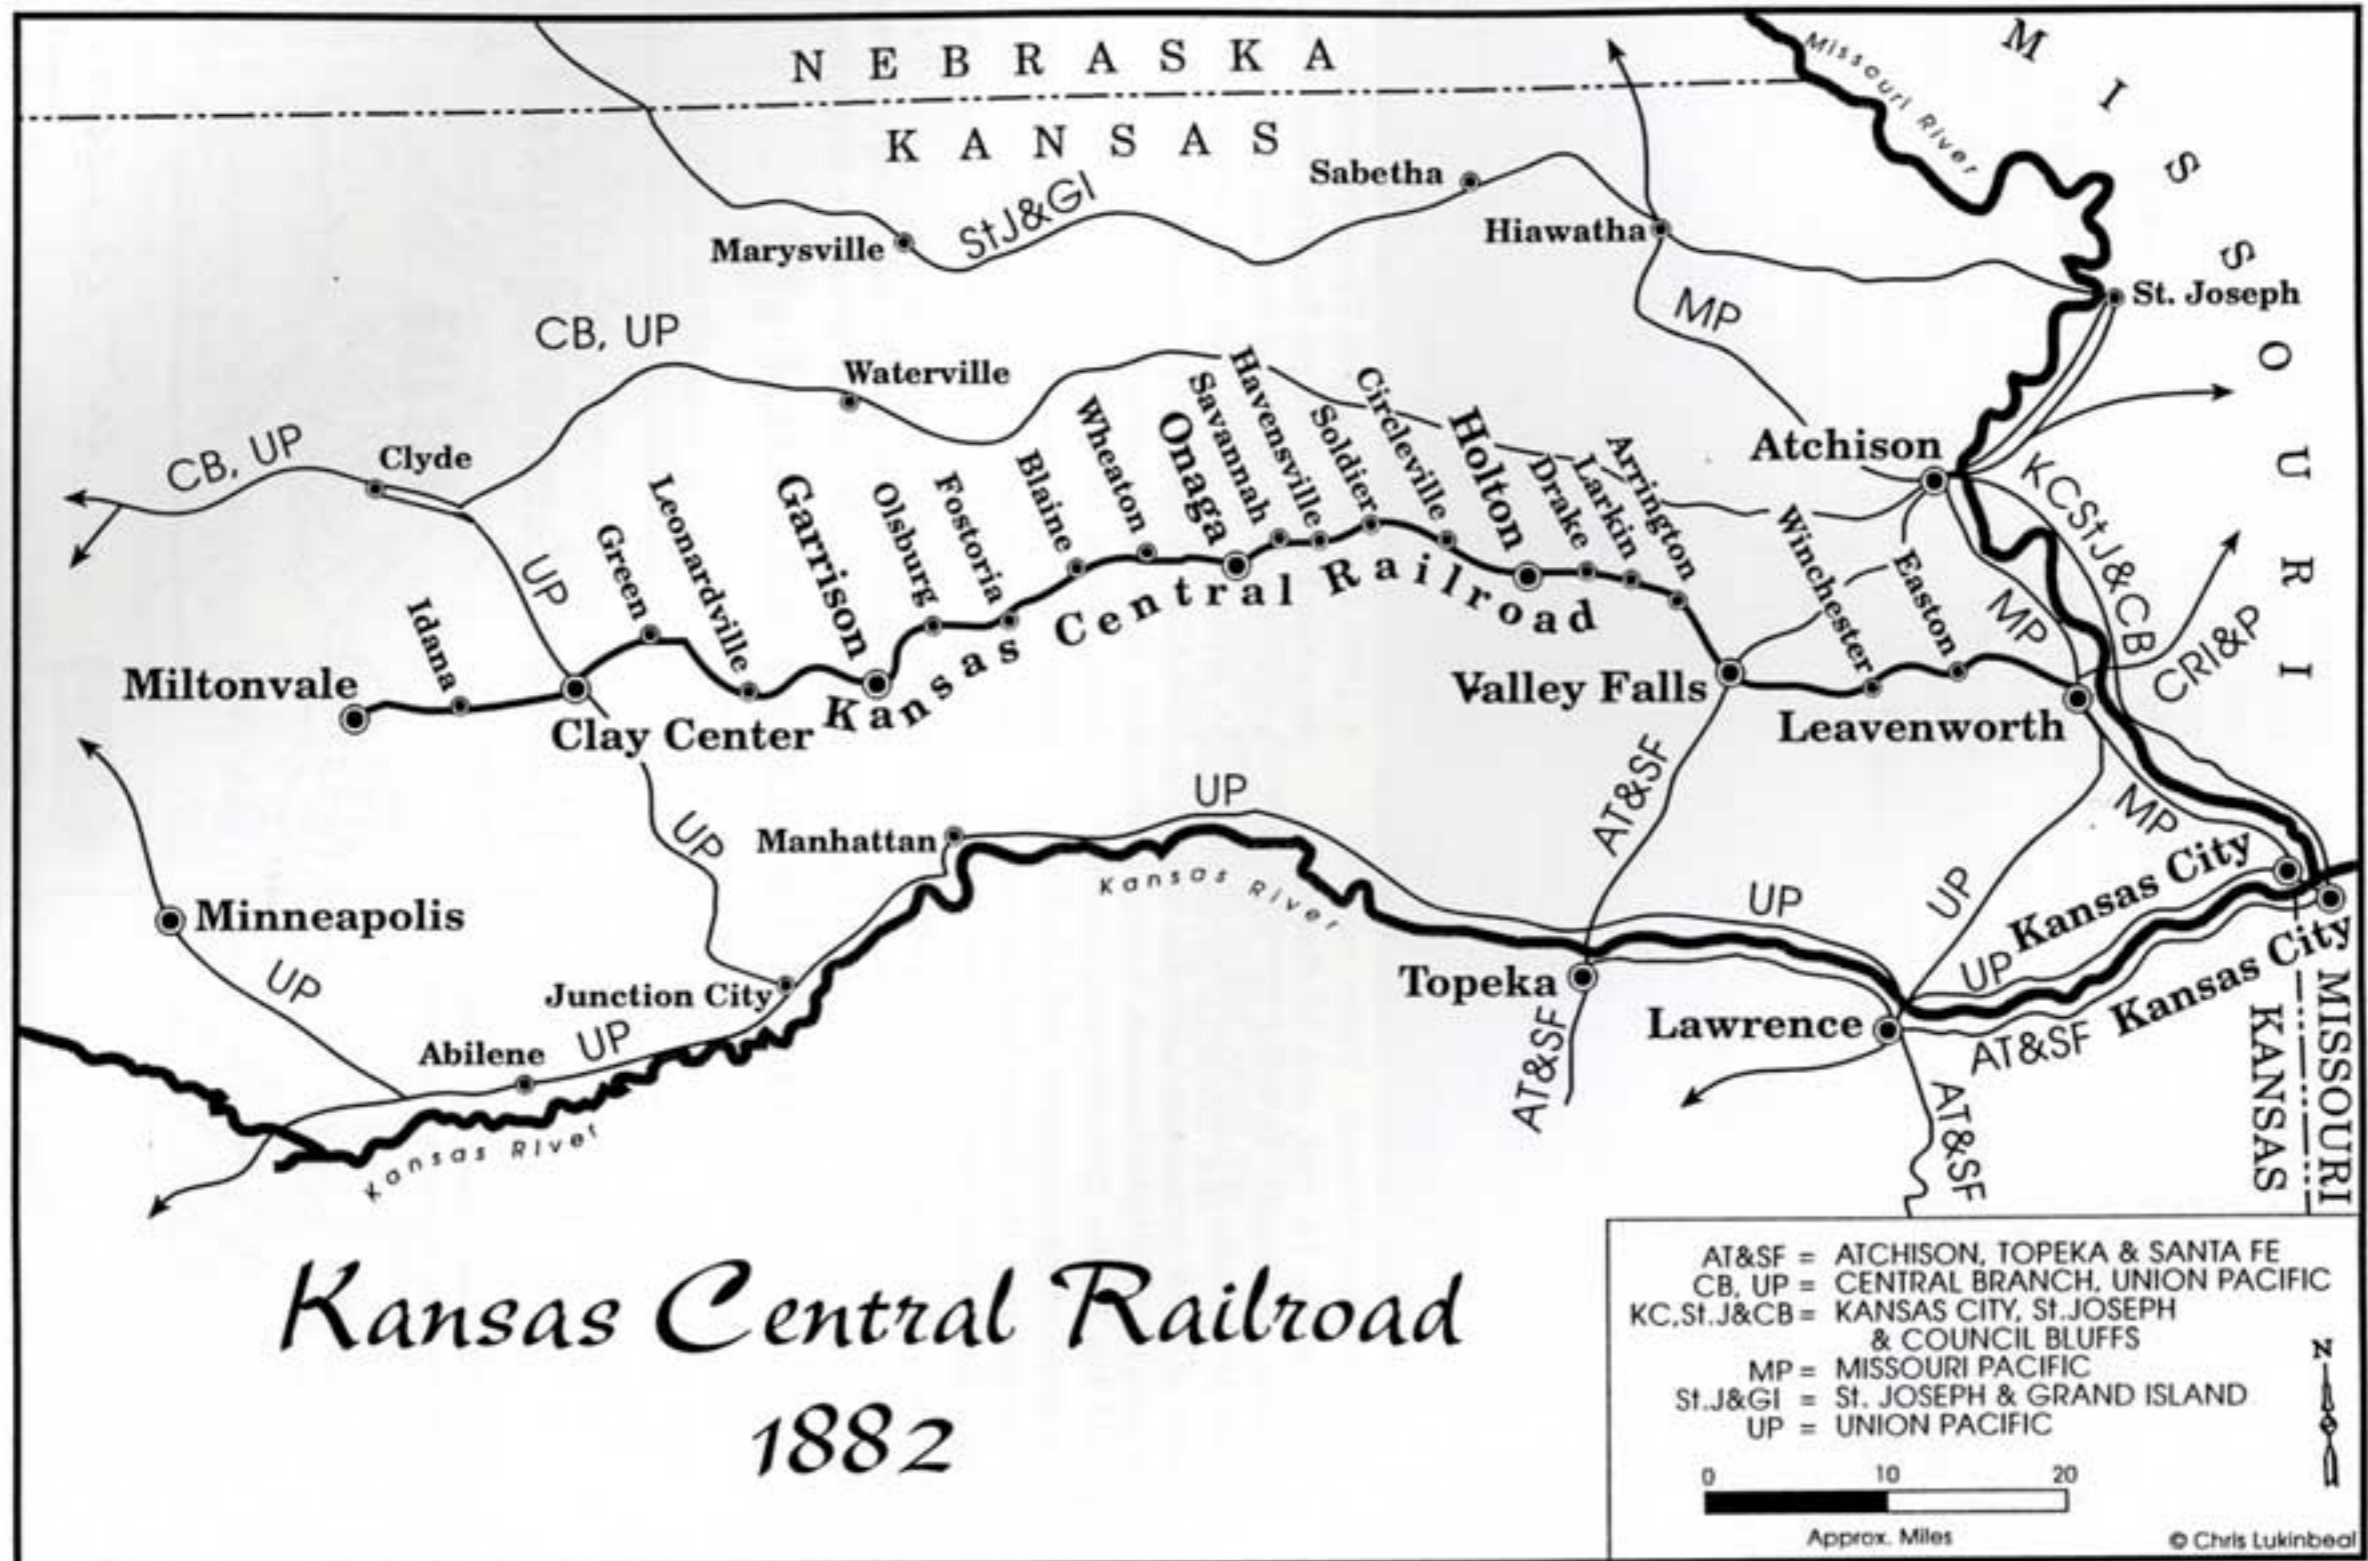 NEBRASKA
KANSAS
MISSOURI
Missouri River
Sabetha
Hiawatha
Marysville
StJ&GI
St. Joseph
MP
CB, UP
Waterville
Atchison
CB, UP
Clyde
KCStJ&CB
UP
Idana
Green
Leonardville
Garrison
Olsburg
Fostoria
Blaine
Wheaton
Onaga
Savannah
Havensville
Soldier
Circleville
Holton
Drake
Larkin
Arrington
Winchester
Easton
MP
CRI&P
Miltonvale
Clay Center
Kansas Central Railroad
Valley Falls
Leavenworth
AT&SF
MP
UP
UP
Manhattan
Kansas River
UP
UP
Kansas City
Minneapolis
UP
Junction City
Topeka
UP
Kansas City
Lawrence
AT&SF
Abilene
UP
AT&SF
AT&SF
KANSAS
MISSOURI
Kansas River
Kansas Central Railroad
1882
AT&SF = ATCHISON, TOPEKA & SANTA FE
CB, UP = CENTRAL BRANCH, UNION PACIFIC
KC,St.J&CB = KANSAS CITY, St.JOSEPH
& COUNCIL BLUFFS
MP = MISSOURI PACIFIC
St.J&GI = St. JOSEPH & GRAND ISLAND
UP = UNION PACIFIC
N
0 10 20
Approx. Miles
© Chris Lukinbeal